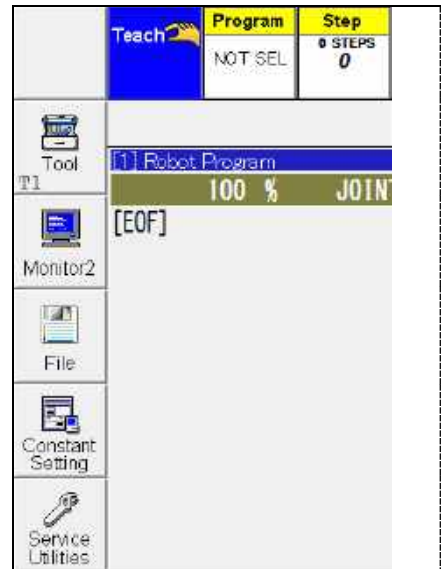 Teach
Program
NOT SEL
Step
0 STEPS
0
Tool
T1
[1] Robot Program
100 % JOINT
[EOF]
Monitor2
File
Constant
Setting
Service
Utilities